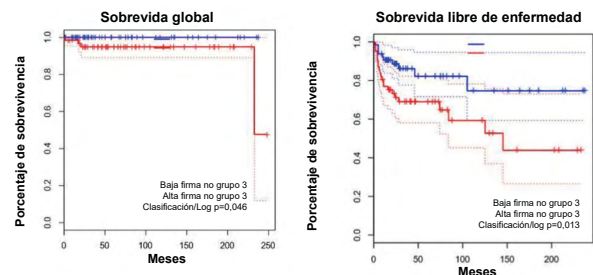 Sobrevida global
Porcentaje de sobrevivencia
1.0
0.8
0.6
0.4
0.2
0.0
Baja firma no grupo 3
Alta firma no grupo 3
Clasificación/Log p=0,046
0 50 100 150 200 250
Meses
Sobrevida libre de enfermedad
Porcentaje de sobrevivencia
1.0
0.8
0.6
0.4
0.2
0.0
Baja firma no grupo 3
Alta firma no grupo 3
Clasificación/log p=0,013
0 50 100 150 200
Meses